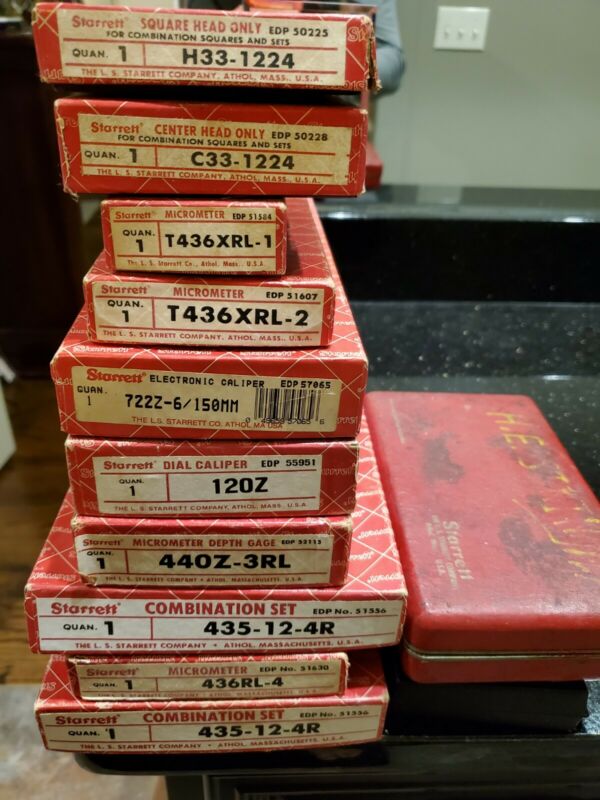 Starrett® SQUARE HEAD ONLY EDP 50225
FOR COMBINATION SQUARES AND SETS
QUAN. 1 H33-1224
THE L. S. STARRETT COMPANY, ATHOL, MASS., U.S.A.
Starrett® CENTER HEAD ONLY EDP 50228
FOR COMBINATION SQUARES AND SETS
QUAN. 1 C33-1224
THE L. S. STARRETT COMPANY, ATHOL, MASS., U.S.A.
Starrett® MICROMETER EDP 51584
QUAN. 1 T436XRL-1
The L. S. Starrett Co., Athol, Mass., U.S.A.
Starrett® MICROMETER EDP 51607
QUAN. 1 T436XRL-2
THE L. S. STARRETT COMPANY, ATHOL, MASS., U.S.A.
Starrett® ELECTRONIC CALIPER EDP 57065
QUAN. 1 722Z-6/150MM
THE L.S. STARRETT CO. ATHOL, MA USA
Starrett® DIAL CALIPER EDP 55951
QUAN. 1 120Z
THE L. S. STARRETT COMPANY, ATHOL, MASS., U.S.A.
Starrett® MICROMETER DEPTH GAGE EDP 52115
QUAN. 1 440Z-3RL
THE L. S. STARRETT COMPANY • ATHOL, MASSACHUSETTS, U.S.A.
Starrett® COMBINATION SET EDP No. 51556
QUAN. 1 435-12-4R
THE L. S. STARRETT COMPANY • ATHOL, MASSACHUSETTS, U.S.A.
Starrett® MICROMETER EDP No. 51630
QUAN. 1 436RL-4
Starrett® COMBINATION SET EDP No. 51556
QUAN. 1 435-12-4R
THE L. S. STARRETT COMPANY • ATHOL, MASSACHUSETTS, U.S.A.
Starrett